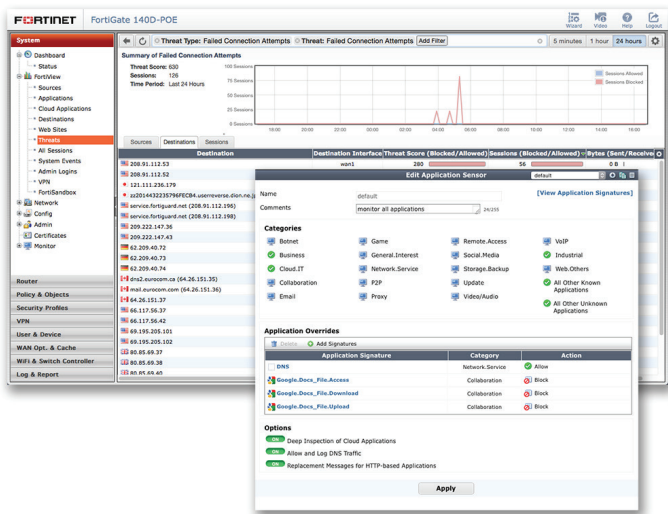 FORTINET FortiGate 140D-POE
Wizard Video Help Logout
System
Dashboard
Status
FortiView
Sources
Applications
Cloud Applications
Destinations
Web Sites
Threats
All Sessions
System Events
Admin Logins
VPN
FortiSandbox
Network
Config
Admin
Certificates
Monitor
Router
Policy & Objects
Security Profiles
VPN
User & Device
WAN Opt. & Cache
WiFi & Switch Controller
Log & Report
Threat Type: Failed Connection Attempts Threat: Failed Connection Attempts Add Filter 5 minutes 1 hour 24 hours
Summary of Failed Connection Attempts
Threat Score: 630
Sessions: 126
Time Period: Last 24 Hours
100 Sessions
75 Sessions
50 Sessions
25 Sessions
0 Sessions
Sessions Allowed
Sessions Blocked
18:00 20:00 22:00 00:00 02:00 04:00 06:00 08:00 10:00 12:00 14:00 16:00
Sources Destinations Sessions
Destination Destination Interface Threat Score (Blocked/Allowed) Sessions (Blocked/Allowed) Bytes (Sent/Receive
208.91.112.53 wan1 280 56 0 B
208.91.112.52
121.111.236.179
service.fortiguard.net (208.91.112.196)
service.fortiguard.net (208.91.112.198)
209.222.147.36
209.222.147.43
62.209.40.72
62.209.40.73
62.209.40.74
dns2.eurocom.ca (64.26.151.35)
mail.eurocom.com (64.26.151.36)
64.26.151.37
66.117.56.37
66.117.56.42
69.195.205.101
69.195.205.102
80.85.69.37
80.85.69.38
80.85.69.40
Edit Application Sensor default
Name default [View Application Signatures]
Comments monitor all applications 24/255
Categories
Botnet Game Remote.Access VoIP
Business General.Interest Social.Media Industrial
Cloud.IT Network.Service Storage.Backup Web.Others
Collaboration P2P Update All Other Known Applications
Email Proxy Video/Audio All Other Unknown Applications
Application Overrides
Delete Add Signatures
Application Signature Category Action
DNS Network.Service Allow
Google.Docs_File.Access Collaboration Block
Google.Docs_File.Download Collaboration Block
Google.Docs_File.Upload Collaboration Block
Options
ON Deep Inspection of Cloud Applications
ON Allow and Log DNS Traffic
ON Replacement Messages for HTTP-based Applications
Apply